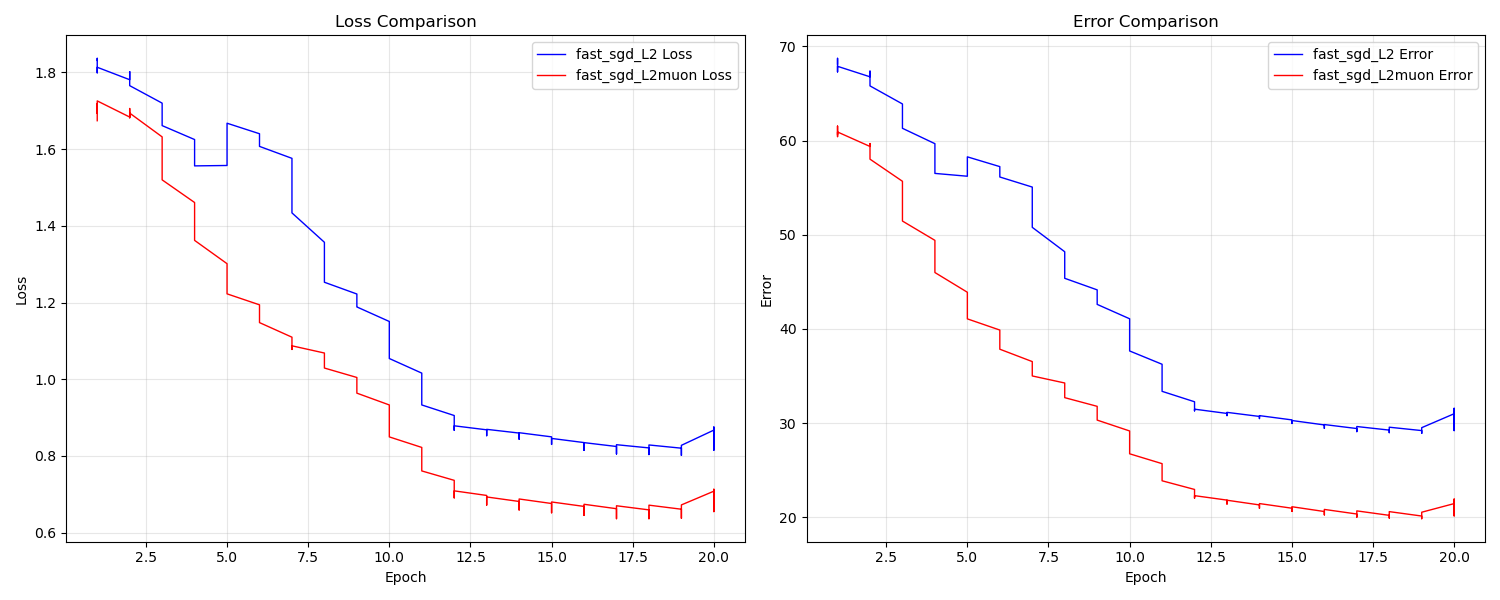 Loss Comparison
fast_sgd_L2 Loss
fast_sgd_L2muon Loss
1.8
1.6
1.4
1.2
1.0
0.8
0.6
Loss
2.5 5.0 7.5 10.0 12.5 15.0 17.5 20.0
Epoch
Error Comparison
fast_sgd_L2 Error
fast_sgd_L2muon Error
70
60
50
40
30
20
Error
2.5 5.0 7.5 10.0 12.5 15.0 17.5 20.0
Epoch